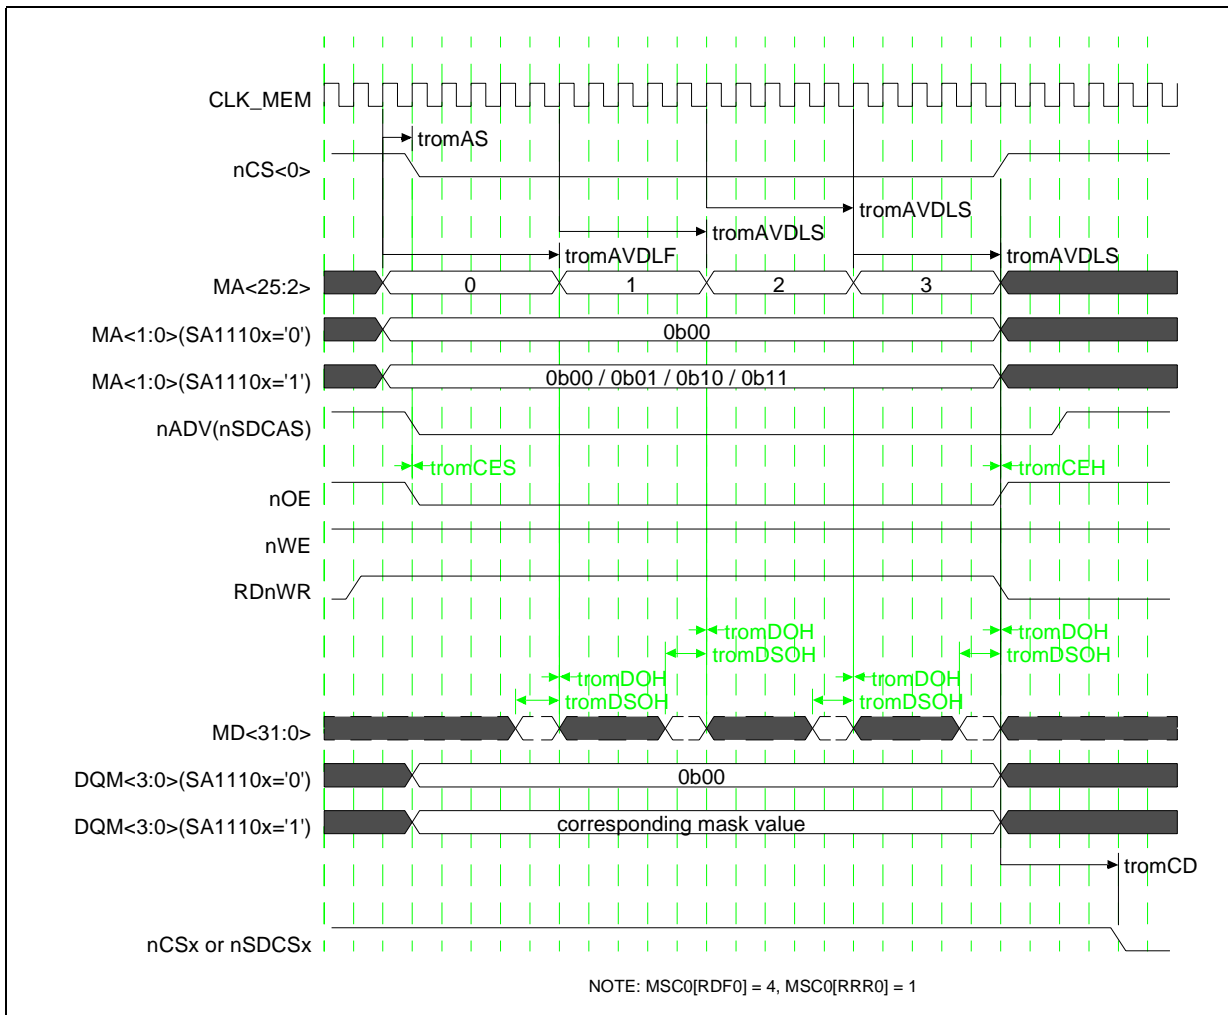 CLK_MEM
tromAS
nCS<0>
tromAVDLS
tromAVDLS
tromAVDLF
tromAVDLS
MA<25:2>
0
1
2
3
MA<1:0>(SA1110x='0')
0b00
MA<1:0>(SA1110x='1')
0b00 / 0b01 / 0b10 / 0b11
nADV(nSDCAS)
tromCES
tromCEH
nOE
nWE
RDnWR
tromDOH
tromDOH
tromDSOH
tromDSOH
tromDOH
tromDOH
tromDSOH
tromDSOH
MD<31:0>
DQM<3:0>(SA1110x='0')
0b00
DQM<3:0>(SA1110x='1')
corresponding mask value
tromCD
nCSx or nSDCSx
NOTE: MSC0[RDF0] = 4, MSC0[RRR0] = 1